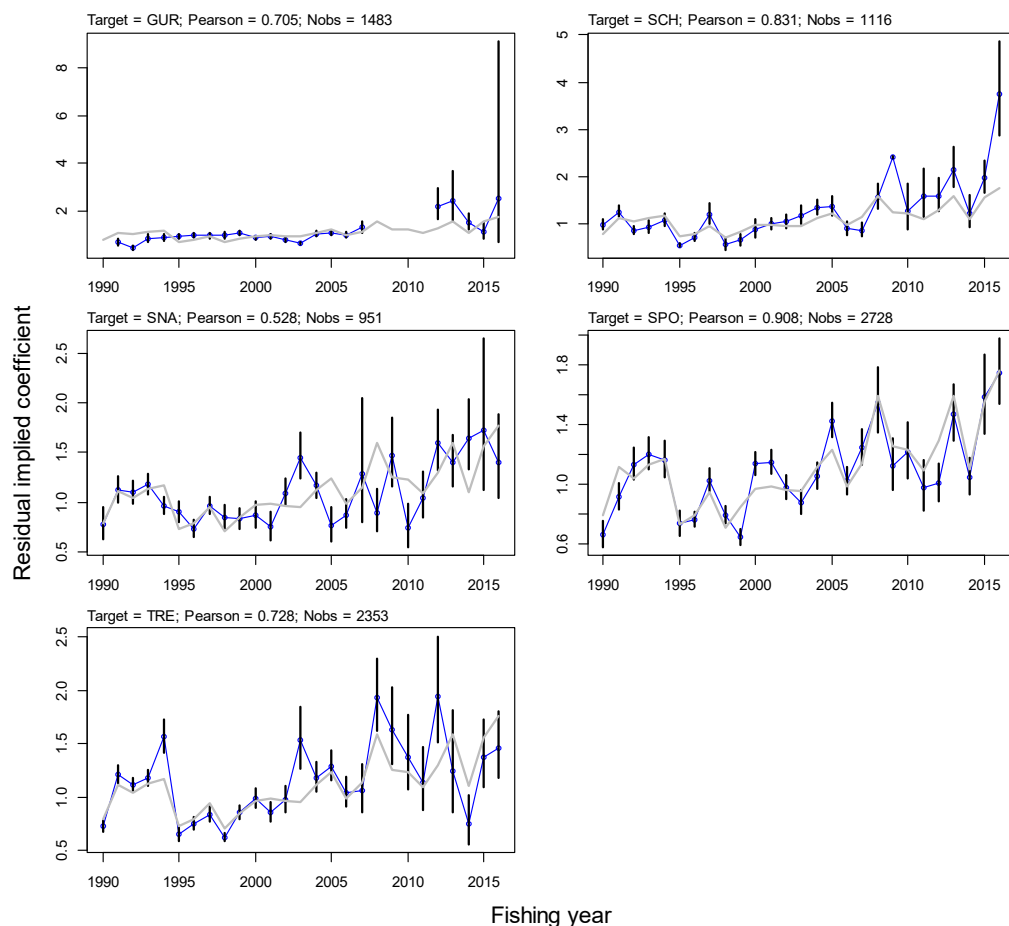 Target = GUR; Pearson = 0.705; Nobs = 1483
8
6
4
2
1990 1995 2000 2005 2010 2015
Target = SCH; Pearson = 0.831; Nobs = 1116
5
4
3
2
1
1990 1995 2000 2005 2010 2015
Target = SNA; Pearson = 0.528; Nobs = 951
2.5
2.0
1.5
1.0
0.5
1990 1995 2000 2005 2010 2015
Target = SPO; Pearson = 0.908; Nobs = 2728
1.8
1.4
1.0
0.6
1990 1995 2000 2005 2010 2015
Target = TRE; Pearson = 0.728; Nobs = 2353
2.5
2.0
1.5
1.0
0.5
1990 1995 2000 2005 2010 2015
Residual implied coefficient
Fishing year